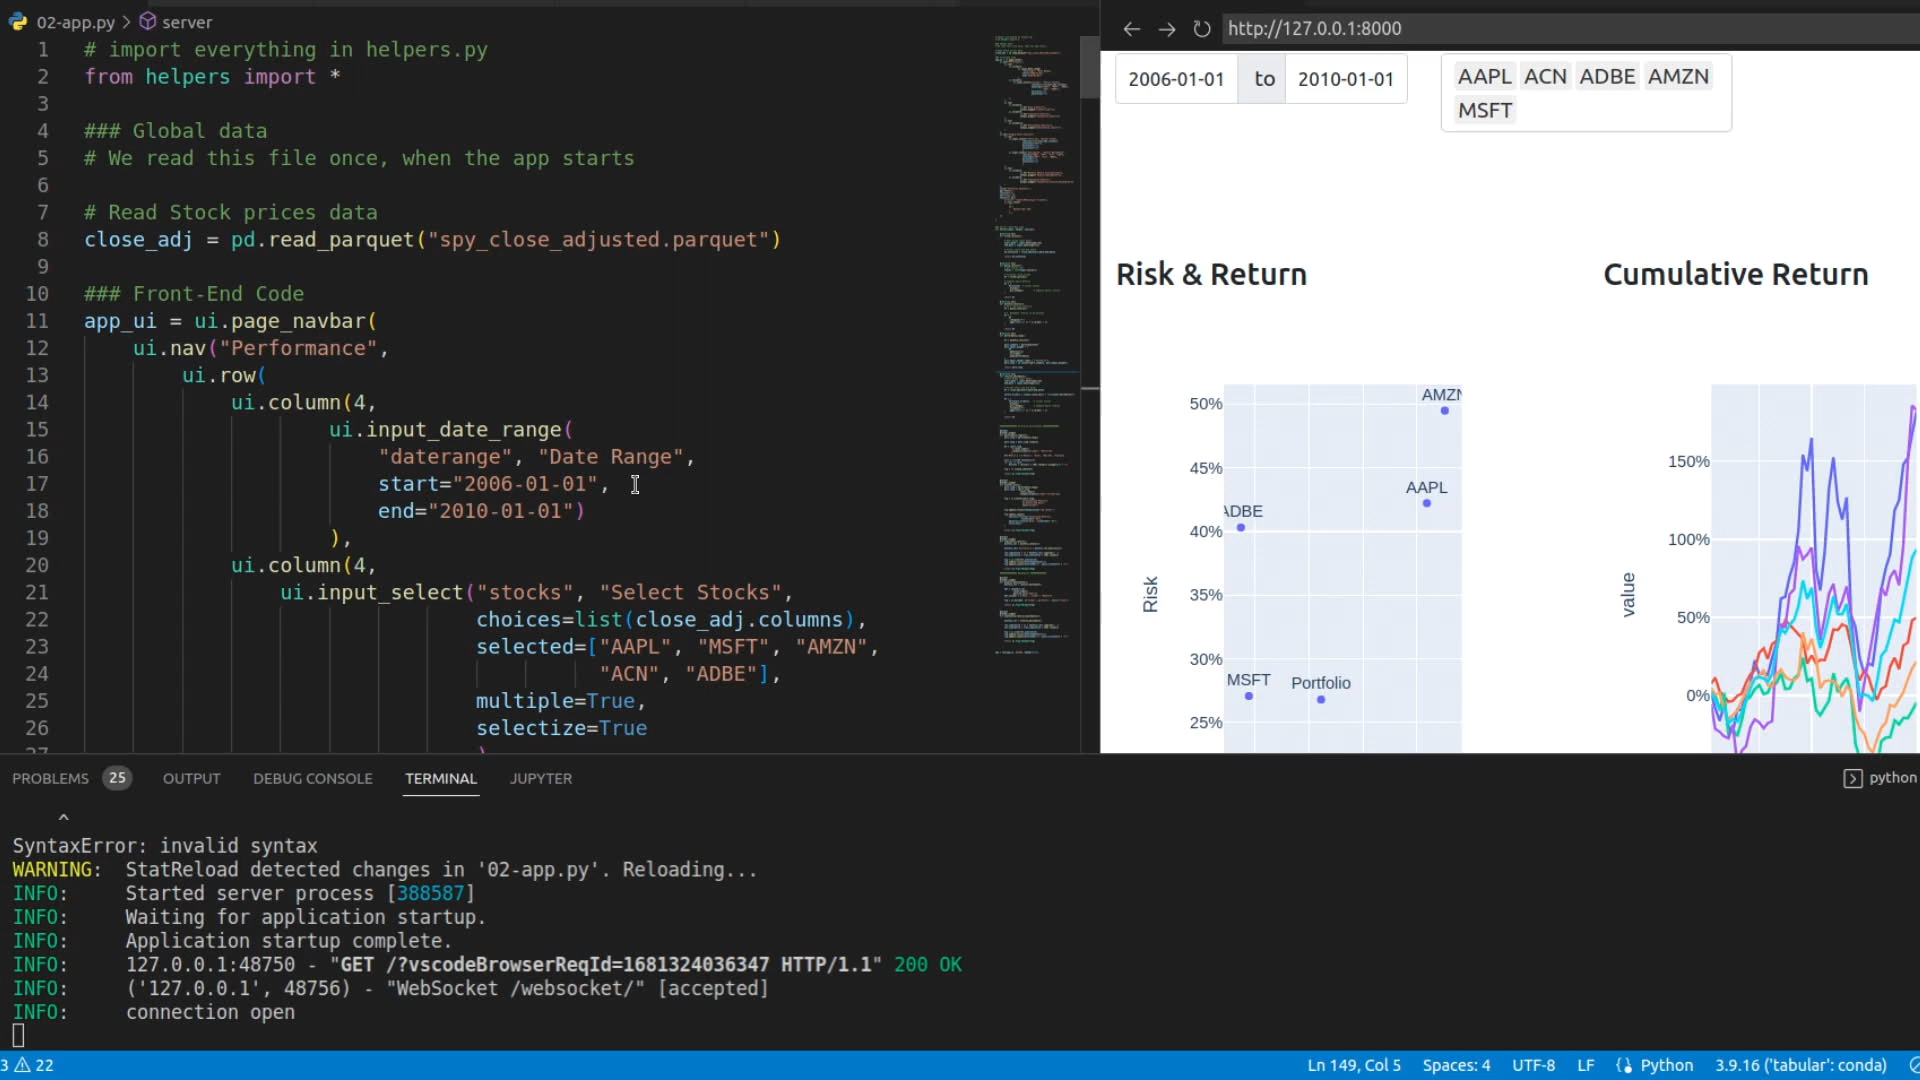 02-app.py > server
1 # import everything in helpers.py
2 from helpers import *
3
4 ### Global data
5 # We read this file once, when the app starts
6
7 # Read Stock prices data
8 close_adj = pd.read_parquet("spy_close_adjusted.parquet")
9
10 ### Front-End Code
11 app_ui = ui.page_navbar(
12 ui.nav("Performance",
13 ui.row(
14 ui.column(4,
15 ui.input_date_range(
16 "daterange", "Date Range",
17 start="2006-01-01",
18 end="2010-01-01")
19 ),
20 ui.column(4,
21 ui.input_select("stocks", "Select Stocks",
22 choices=list(close_adj.columns),
23 selected=["AAPL", "MSFT", "AMZN",
24 "ACN", "ADBE"],
25 multiple=True,
26 selectize=True
27 )
http://127.0.0.1:8000
2006-01-01 to 2010-01-01
AAPL ACN ADBE AMZN
MSFT
Risk & Return
Cumulative Return
AMZN
50%
45%
AAPL
ADBE
40%
35%
Risk
30%
MSFT Portfolio
25%
150%
100%
value
50%
0%
PROBLEMS 25 OUTPUT DEBUG CONSOLE TERMINAL JUPYTER
python
^
SyntaxError: invalid syntax
WARNING: StatReload detected changes in '02-app.py'. Reloading...
INFO: Started server process [388587]
INFO: Waiting for application startup.
INFO: Application startup complete.
INFO: 127.0.0.1:48750 - "GET /?vscodeBrowserReqId=1681324036347 HTTP/1.1" 200 OK
INFO: ('127.0.0.1', 48756) - "WebSocket /websocket/" [accepted]
INFO: connection open
3 22
Ln 149, Col 5 Spaces: 4 UTF-8 LF Python 3.9.16 ('tabular': conda)